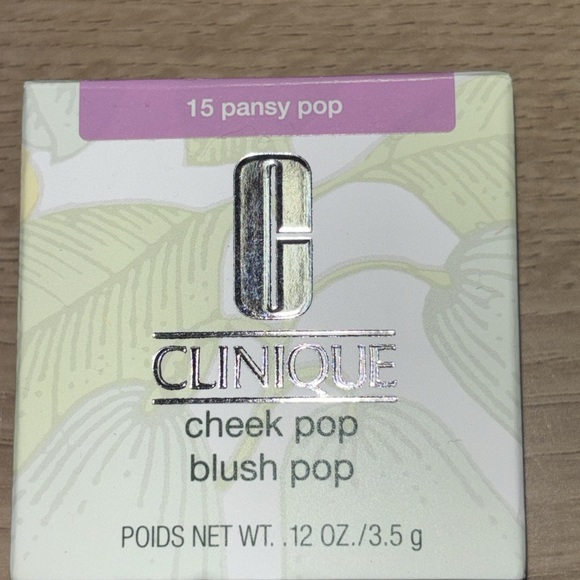 15 pansy pop
CLINIQUE
cheek pop
blush pop
POIDS NET WT. .12 OZ./3.5 g